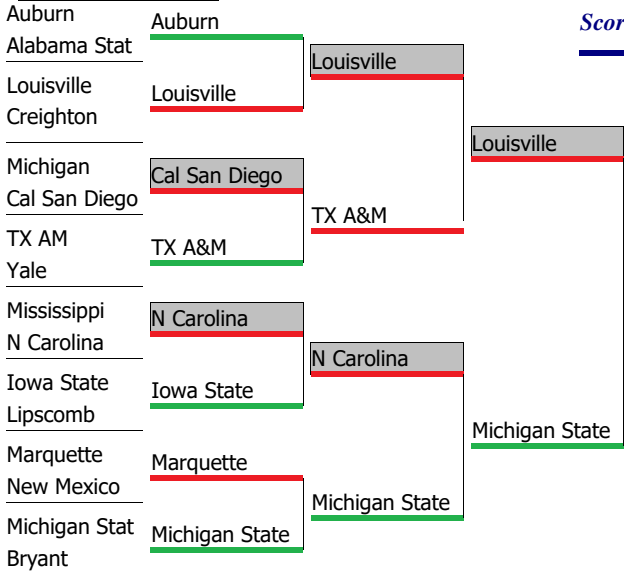 Auburn
Alabama Stat
Louisville
Creighton
Michigan
Cal San Diego
TX AM
Yale
Mississippi
N Carolina
Iowa State
Lipscomb
Marquette
New Mexico
Michigan Stat
Bryant
Auburn
Louisville
Cal San Diego
TX A&M
N Carolina
Iowa State
Marquette
Michigan State
Louisville
TX A&M
N Carolina
Michigan State
Louisville
Michigan State
Scor